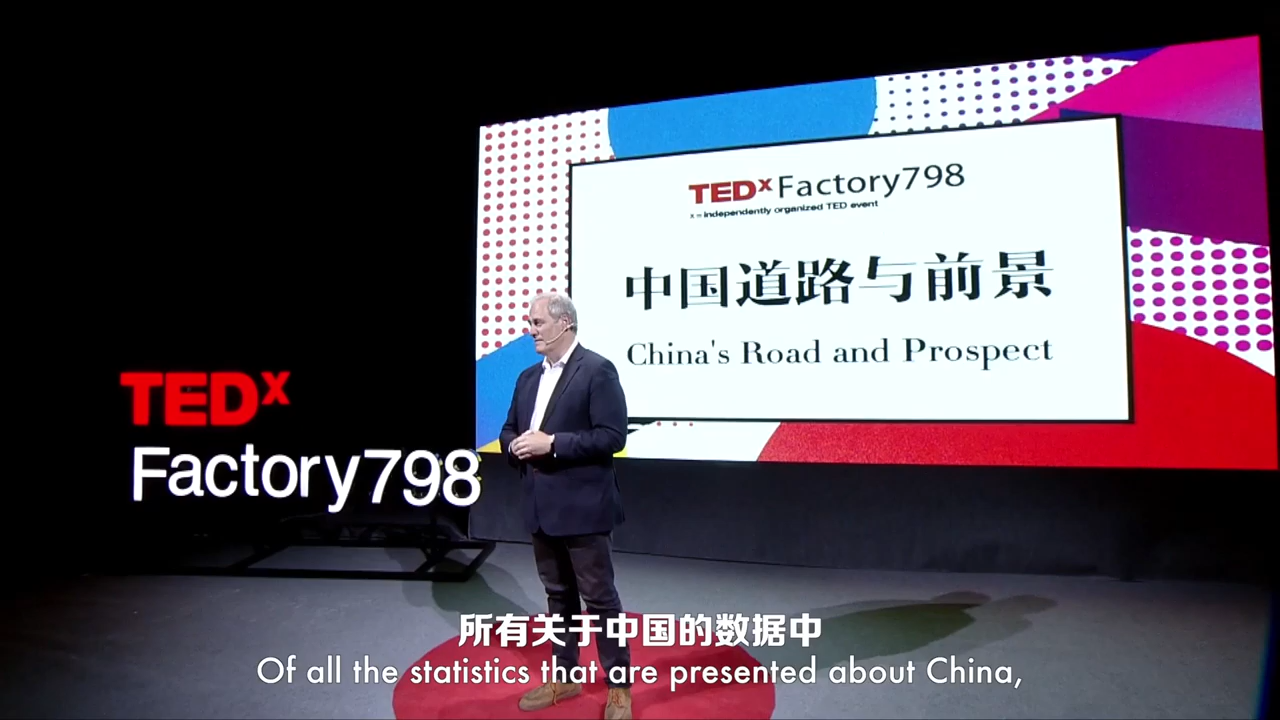 TEDx Factory798
x = independently organized TED event
中国道路与前景
China's Road and Prospect
TEDx
Factory798
所有关于中国的数据中
Of all the statistics that are presented about China,